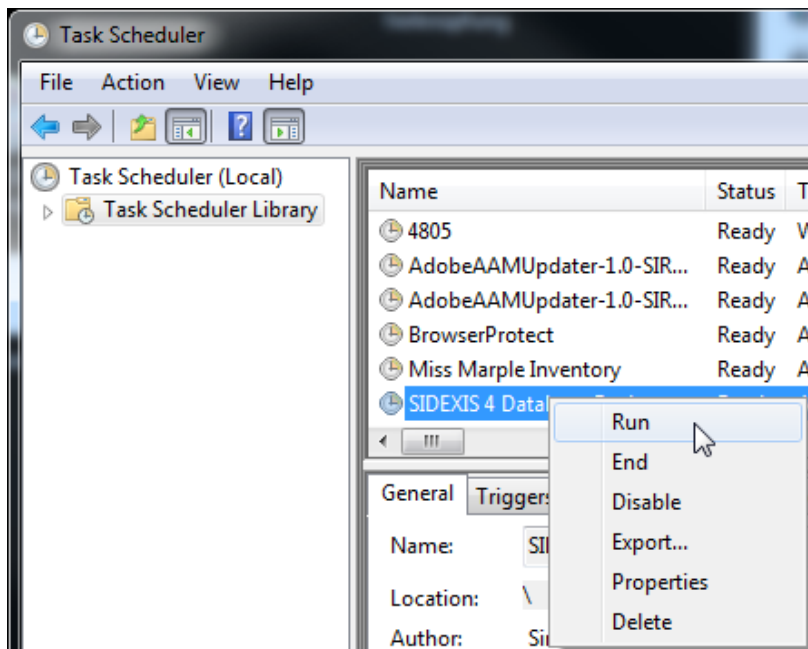 Task Scheduler
File Action View Help
Task Scheduler (Local)
Task Scheduler Library
Name Status T
4805 Ready
AdobeAAMUpdater-1.0-SIR... Ready A
AdobeAAMUpdater-1.0-SIR... Ready A
BrowserProtect Ready A
Miss Marple Inventory Ready A
SIDEXIS 4
Run
End
Disable
Export...
Properties
Delete
General Triggers
Name:
Location: \
Author: